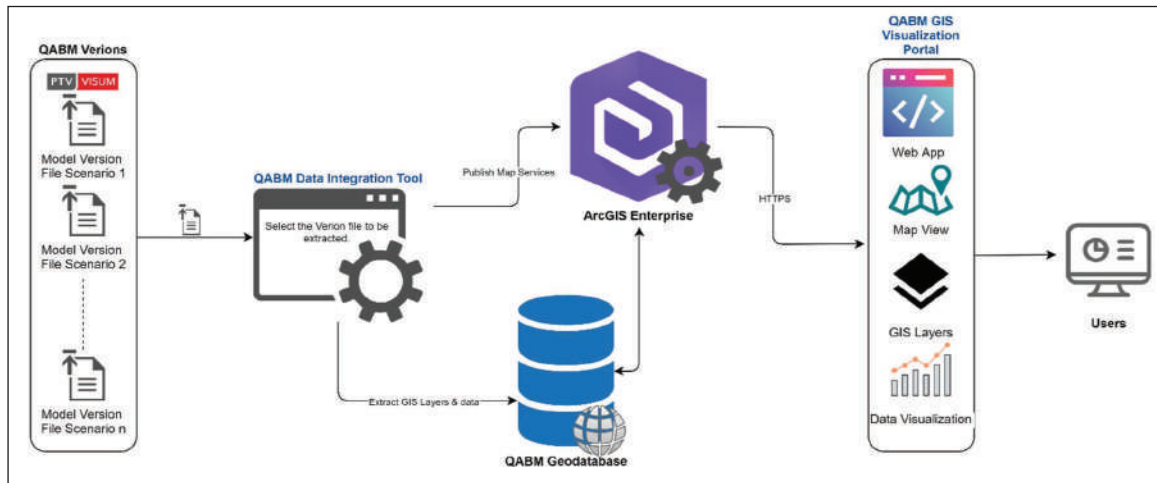 QABM Verions
PTV VISUM
Model Version
File Scenario 1
Model Version
File Scenario 2
Model Version
File Scenario n
QABM Data Integration Tool
Select the Verion file to be
extracted.
Publish Map Services
Extract GIS Layers & data
ArcGIS Enterprise
QABM Geodatabase
HTTPS
QABM GIS
Visualization
Portal
Web App
Map View
GIS Layers
Data Visualization
Users